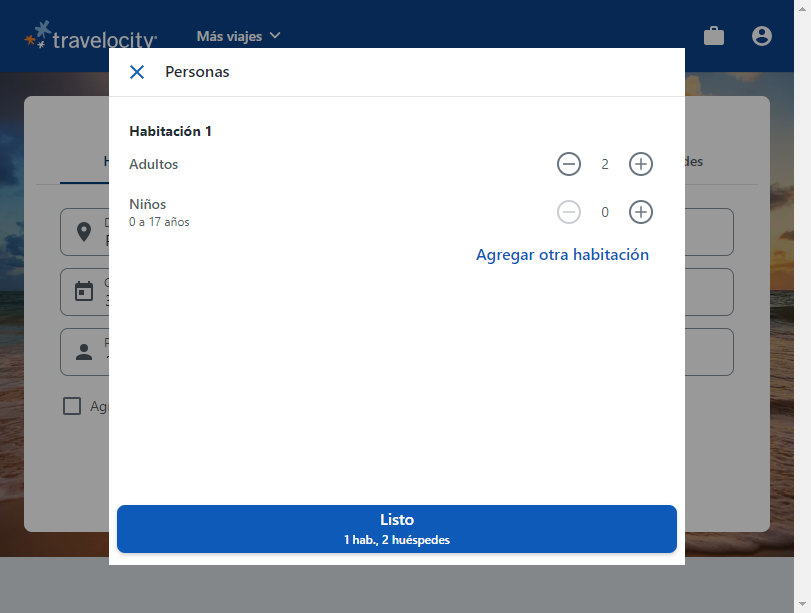 travelocity
Más viajes
Personas
Habitación 1
Adultos
2
Niños
0 a 17 años
0
Agregar otra habitación
Listo
1 hab., 2 huéspedes